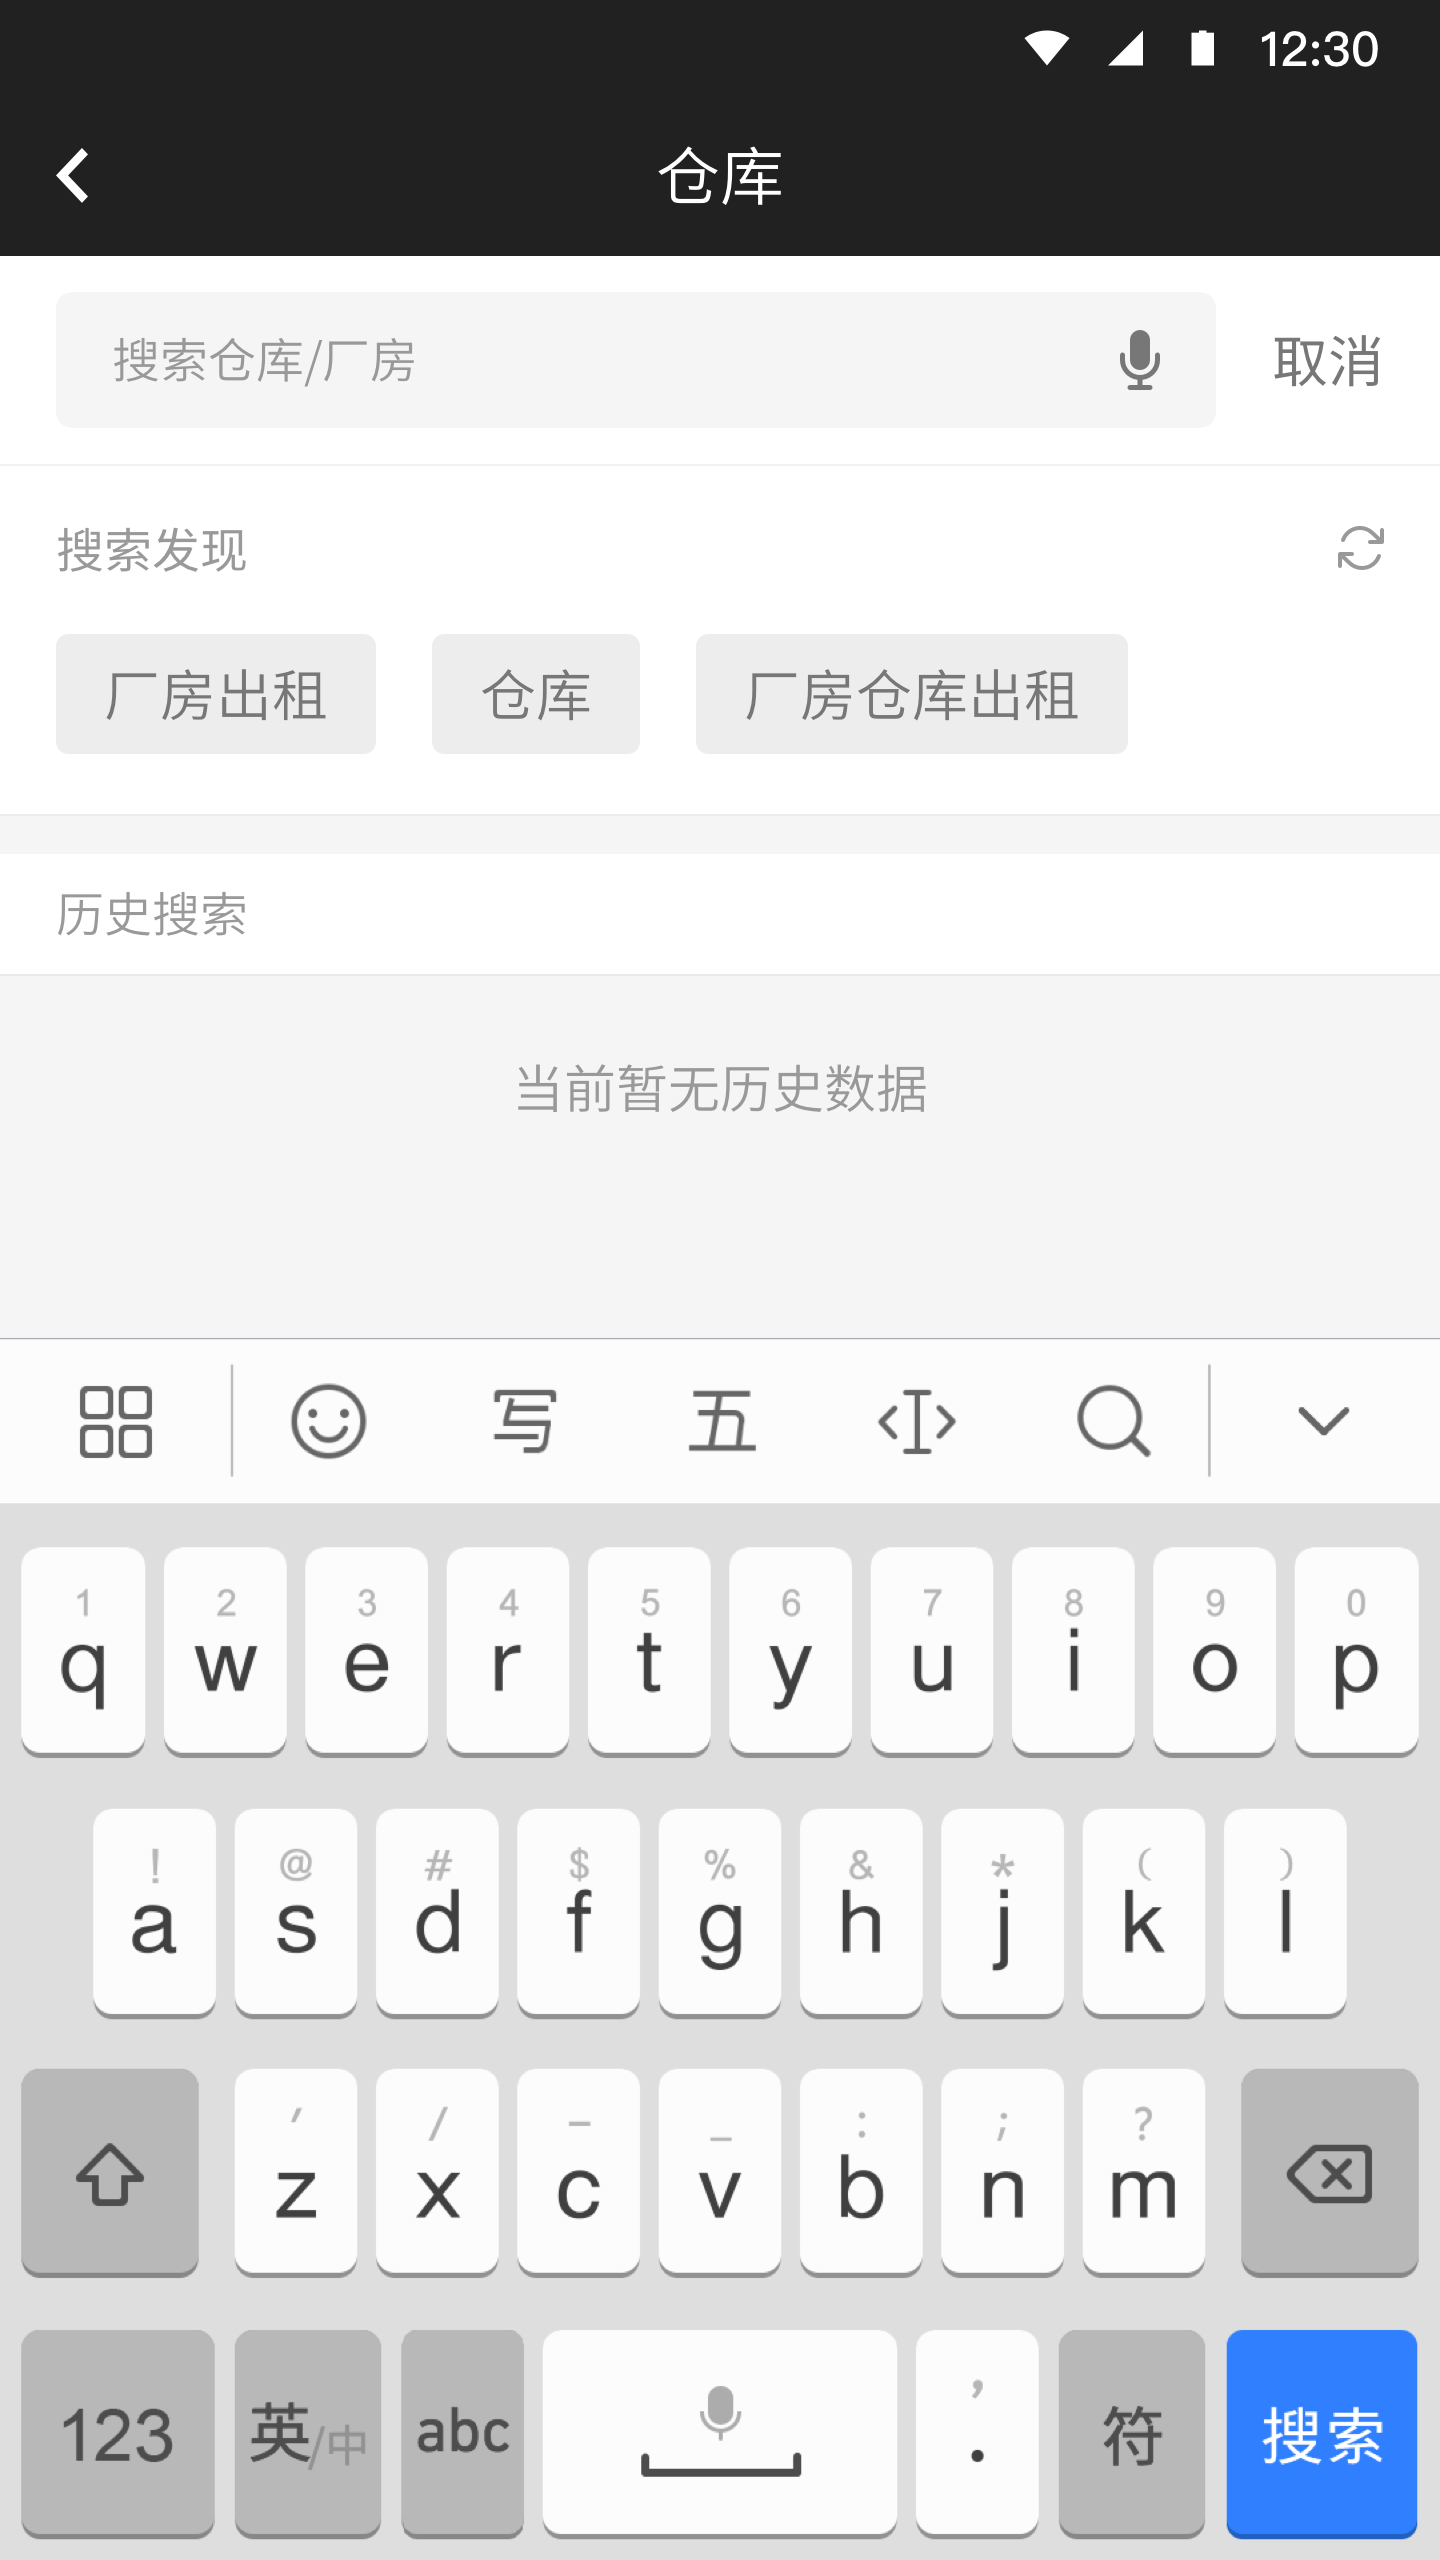 12:30
仓库
搜索仓库/厂房
取消
搜索发现
厂房出租 仓库 厂房仓库出租
历史搜索
当前暂无历史数据
写 五
1 2 3 4 5 6 7 8 9 0
q w e r t y u i o p
! @ # $ % & * ( )
a s d f g h j k l
′ / – _ : ; ?
z x c v b n m
123 英/中 abc , . 符 搜索